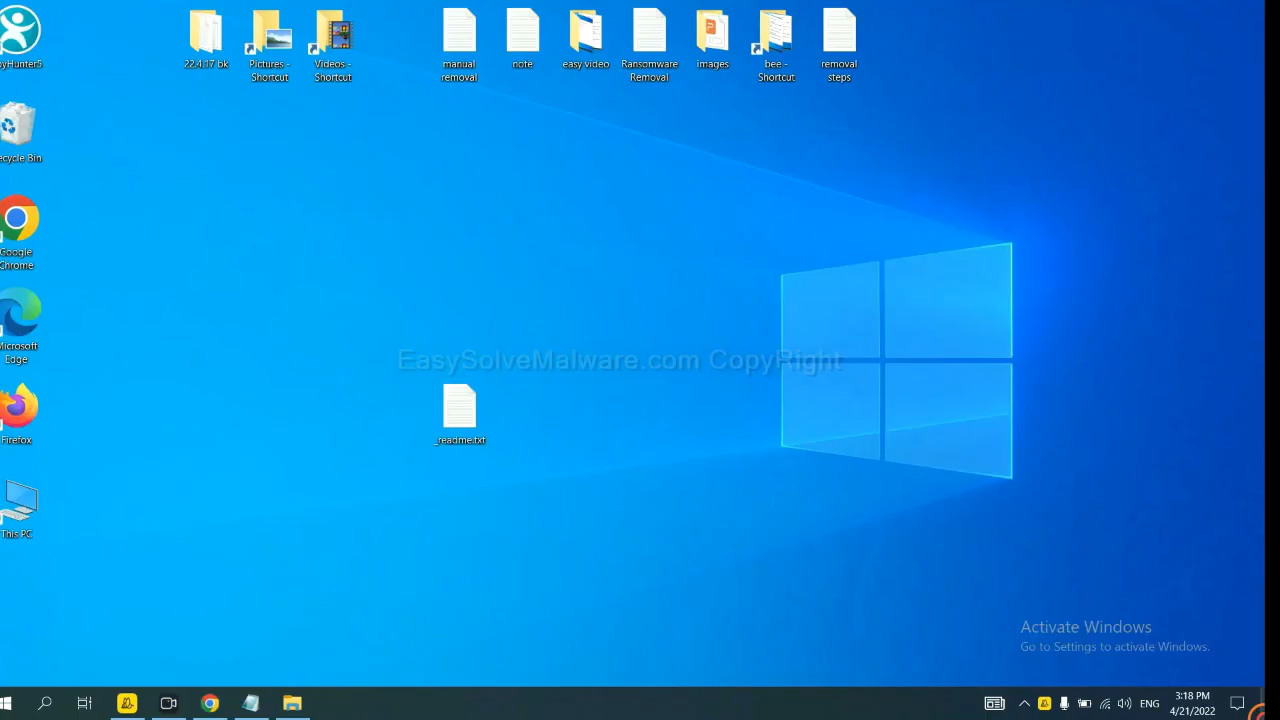 22.4.17 bk
Pictures -
Shortcut
Videos -
Shortcut
manual
removal
note
easy video
Ransomware
Removal
images
bee -
Shortcut
removal
steps
yHunter5
ecycle Bin
Google
Chrome
Microsoft
Edge
EasySolveMalware.com CopyRight
_readme.txt
Firefox
This PC
Activate Windows
Go to Settings to activate Windows.
ENG
3:18 PM
4/21/2022